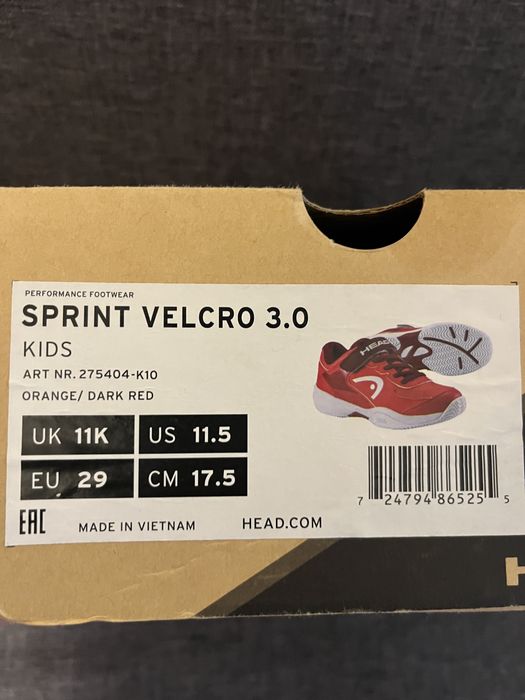 PERFORMANCE FOOTWEAR
SPRINT VELCRO 3.0
KIDS
ART NR. 275404-K10
ORANGE/ DARK RED
HEAD
UK 11K US 11.5
EU 29 CM 17.5
7 24794 86525 5
EAC MADE IN VIETNAM HEAD.COM